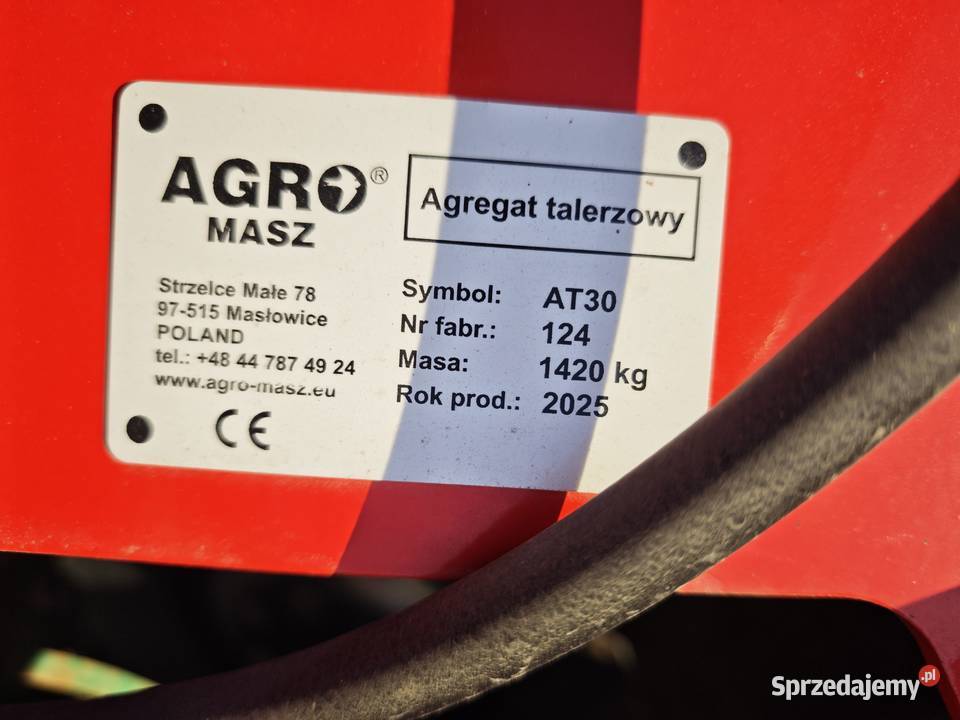 AGRO®
MASZ
Agregat talerzowy
Strzelce Małe 78
97-515 Masłowice
POLAND
tel.: +48 44 787 49 24
www.agro-masz.eu
CE
Symbol: AT30
Nr fabr.: 124
Masa: 1420 kg
Rok prod.: 2025
Sprzedajemy.pl